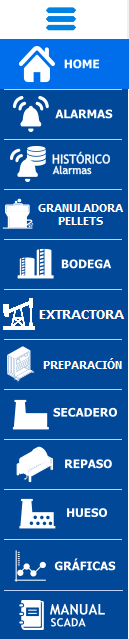 HOME
ALARMAS
HISTÓRICO
Alarmas
GRANULADORA
PELLETS
BODEGA
EXTRACTORA
PREPARACIÓN
SECADERO
REPASO
HUESO
GRÁFICAS
MANUAL
SCADA